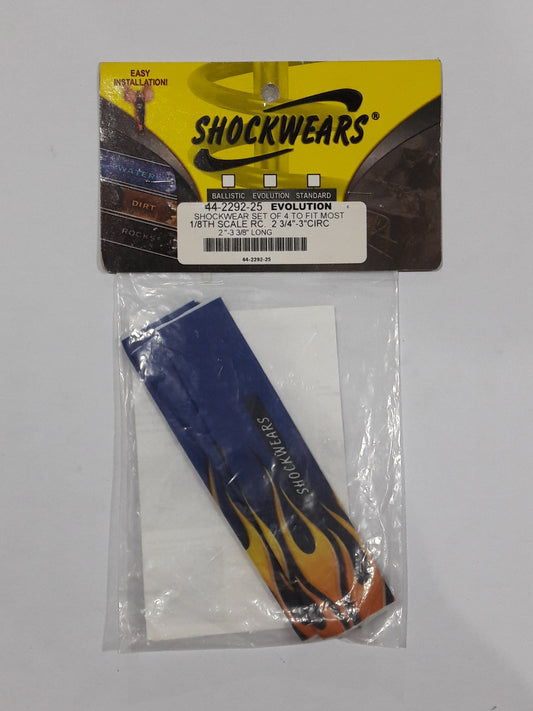 EASY
INSTALLATION!
SHOCKWEARS®
WATER
DIRT
ROCKS
BALLISTIC EVOLUTION STANDARD
44-2292-25 EVOLUTION
SHOCKWEAR SET OF 4 TO FIT MOST
1/8TH SCALE RC. 2 3/4"-3"CIRC
2 "-3 3/8" LONG
44-2292-25
SHOCKWEARS